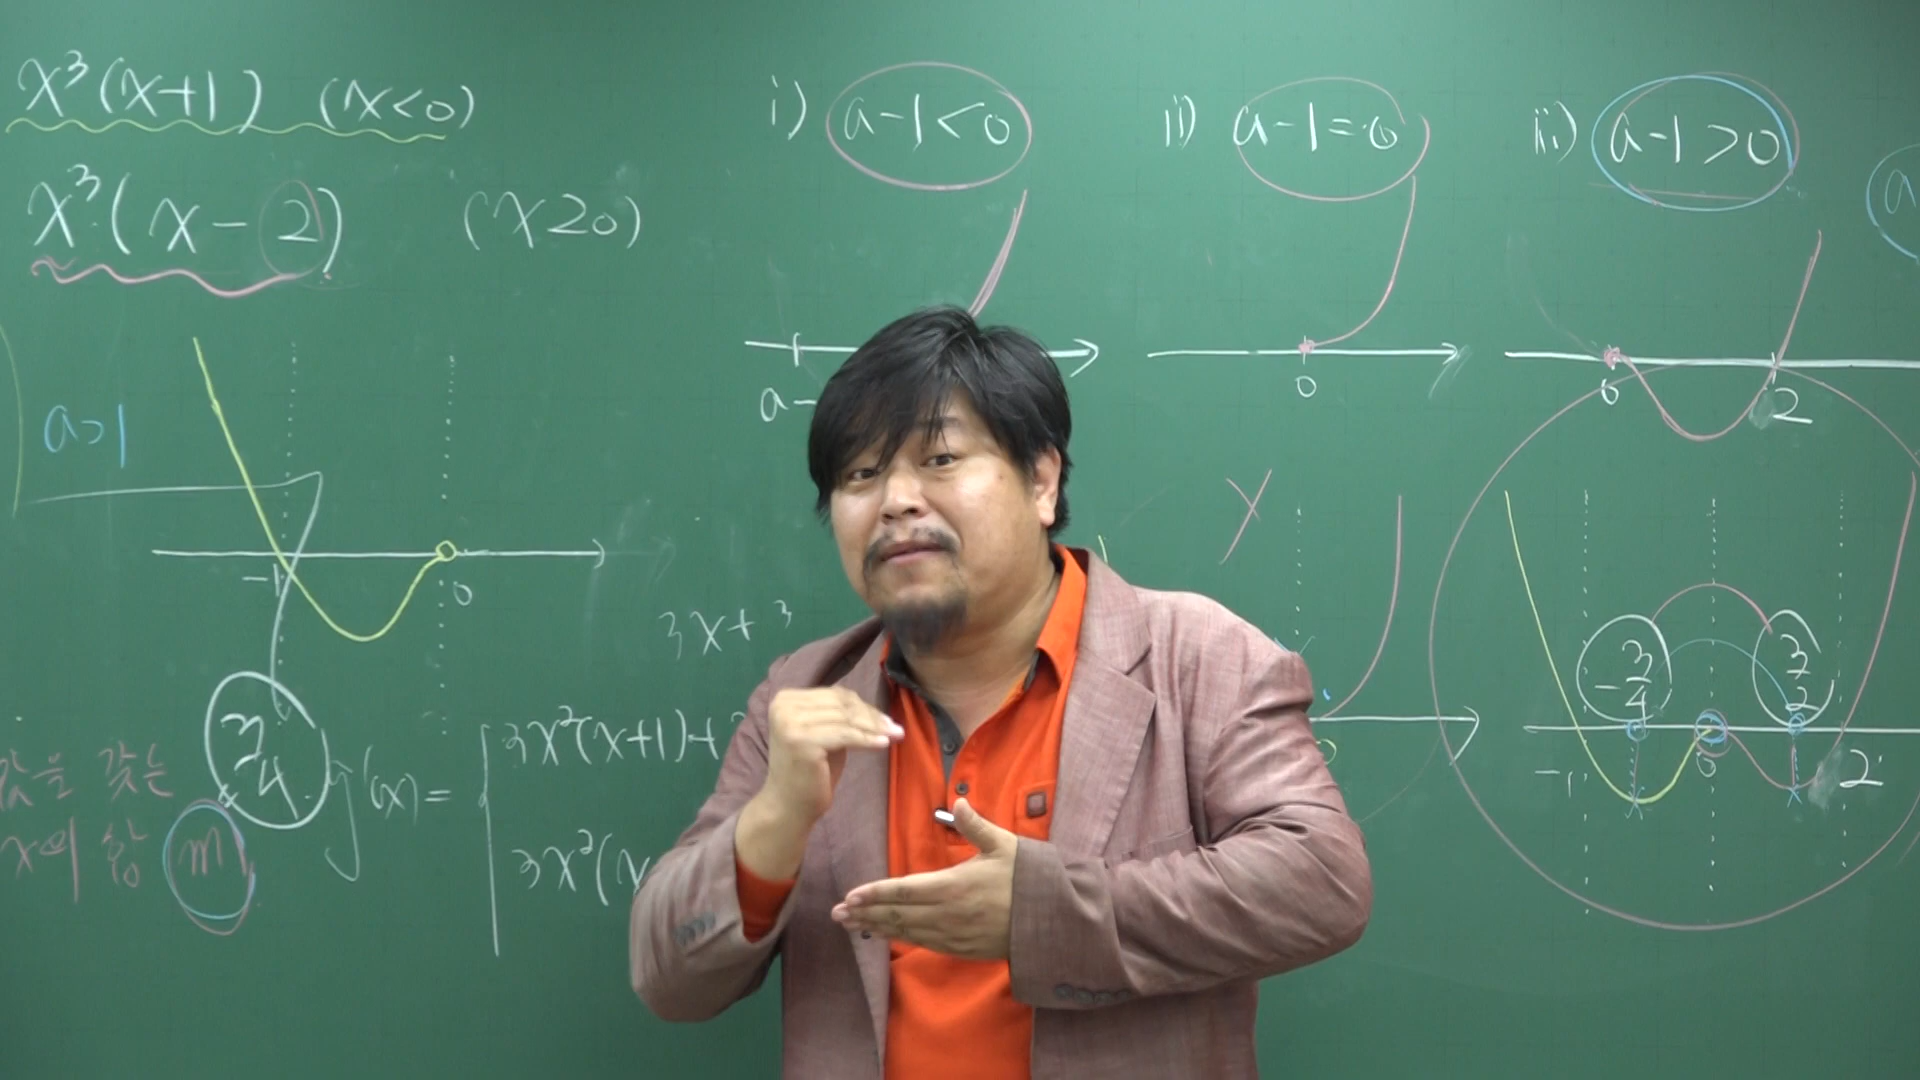 x³(x+1) (x<0)
x³(x-2) (x≥0)
a>1
-1 0
3/4
값을 갖는
x의 합 m
g'(x)= 3x²(x+1)+
3x²(x
3x+3
i) a-1<0
a-
ii) a-1=0
0
iii) a-1>0
0 2
a
-3/4 3/2
-1 0 2